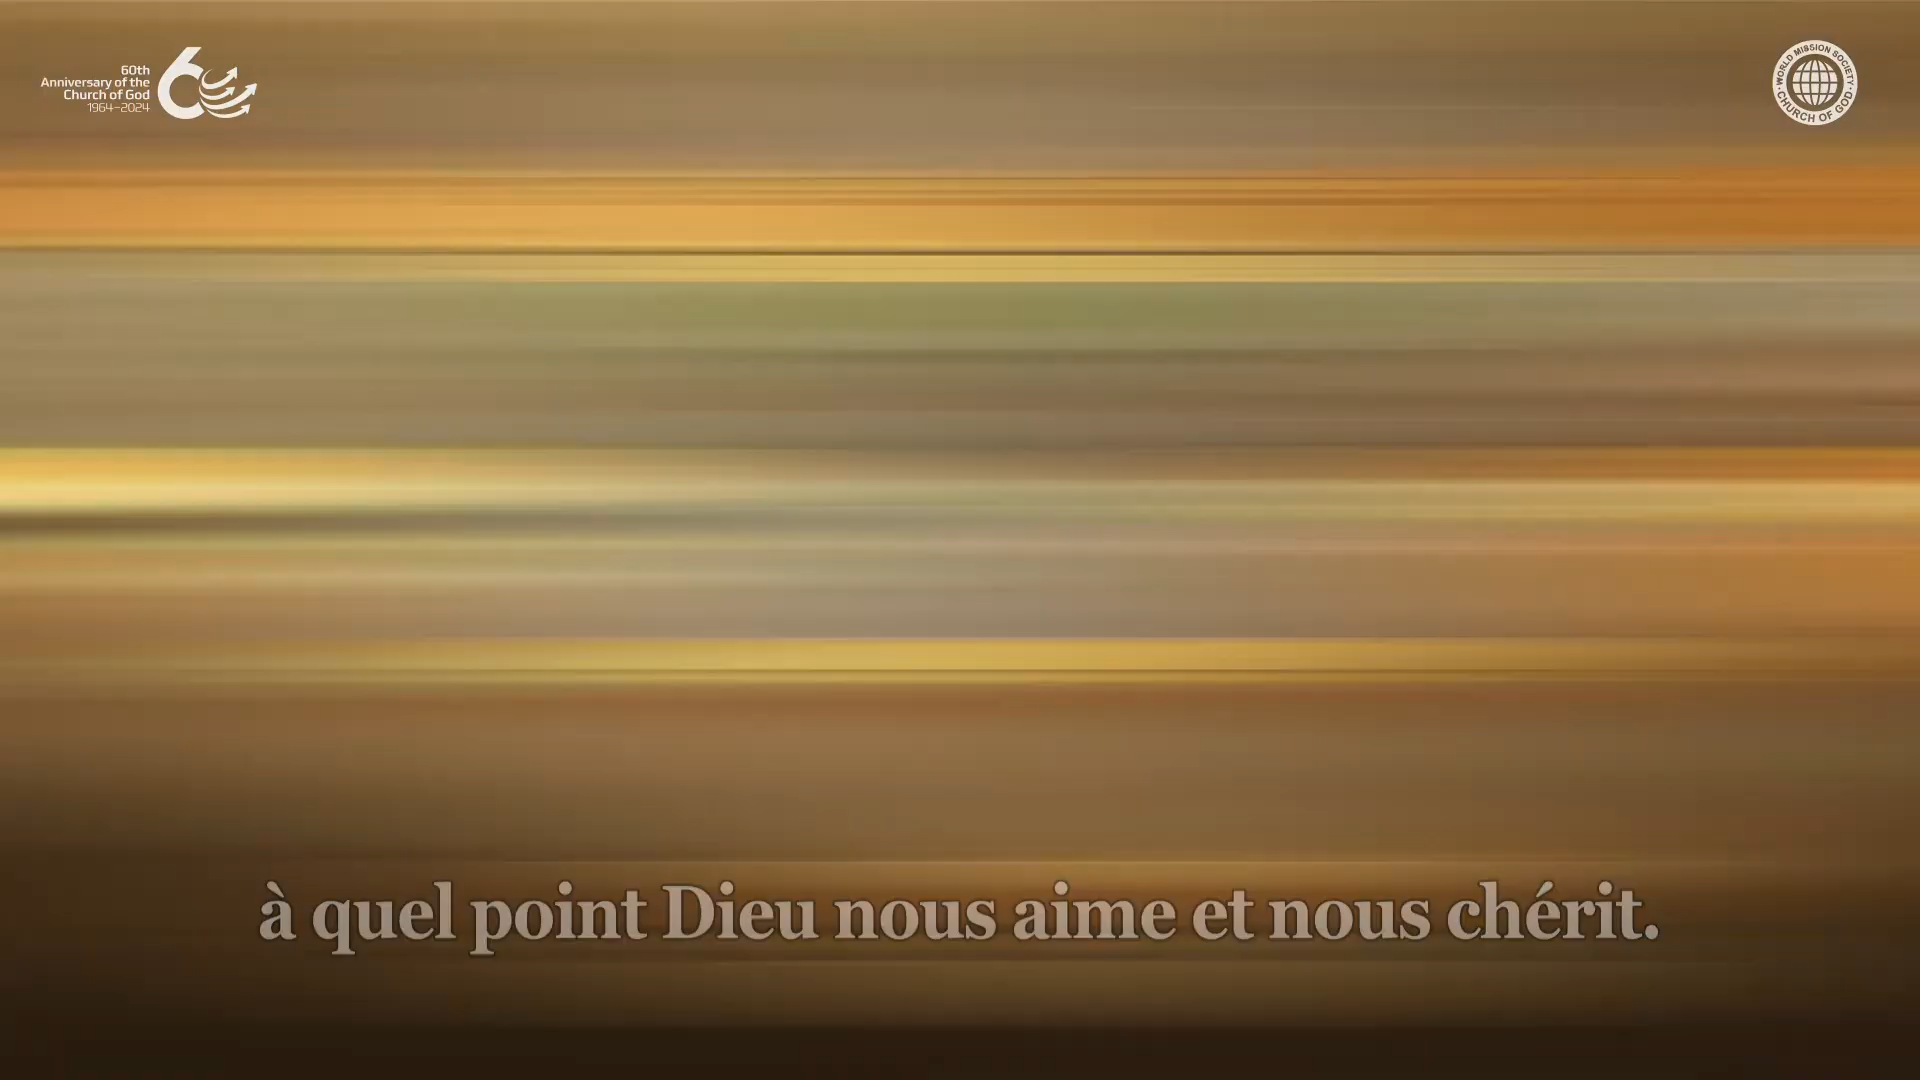 60th
Anniversary of the
Church of God
1964–2024
60
WORLD MISSION SOCIETY
CHURCH OF GOD
à quel point Dieu nous aime et nous chérit.